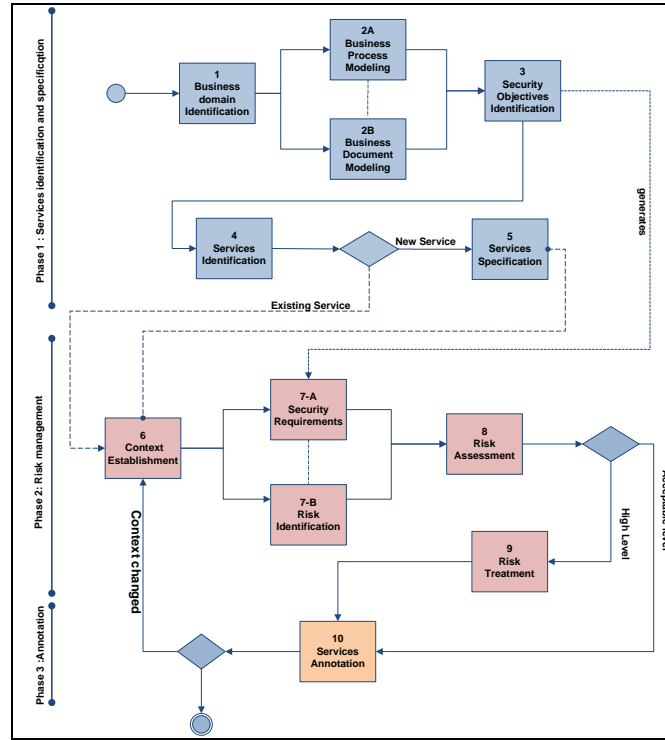 Phase 1 : Services identification and specificqtion
1
Business
domain
Identification
2A
Business
Process
Modeling
2B
Business
Document
Modeling
3
Security
Objectives
Identification
generates
4
Services
Identification
New Service
5
Services
Specification
Existing Service
Phase 2: Risk management
6
Context
Establishment
7-A
Security
Requirements
7-B
Risk
Identification
8
Risk
Assessment
Acceptable level
High Level
9
Risk
Treatment
Context changed
Phase 3 :Annotation
10
Services
Annotation